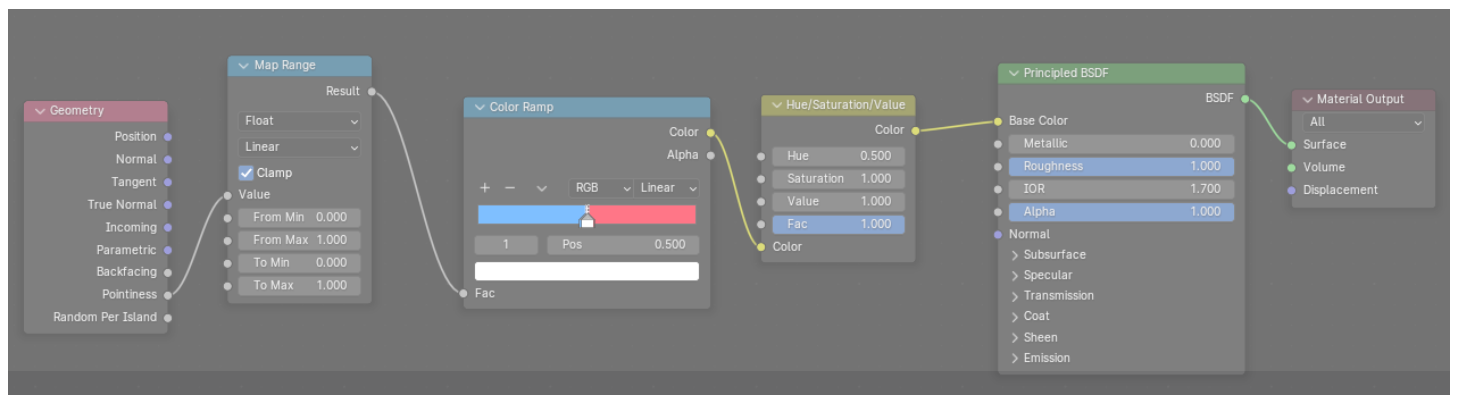 Geometry
Position
Normal
Tangent
True Normal
Incoming
Parametric
Backfacing
Pointiness
Random Per Island
Map Range
Result
Float
Linear
Clamp
Value
From Min 0.000
From Max 1.000
To Min 0.000
To Max 1.000
Color Ramp
Color
Alpha
RGB Linear
1 Pos 0.500
Fac
Hue/Saturation/Value
Color
Hue 0.500
Saturation 1.000
Value 1.000
Fac 1.000
Color
Principled BSDF
BSDF
Base Color
Metallic 0.000
Roughness 1.000
IOR 1.700
Alpha 1.000
Normal
Subsurface
Specular
Transmission
Coat
Sheen
Emission
Material Output
All
Surface
Volume
Displacement